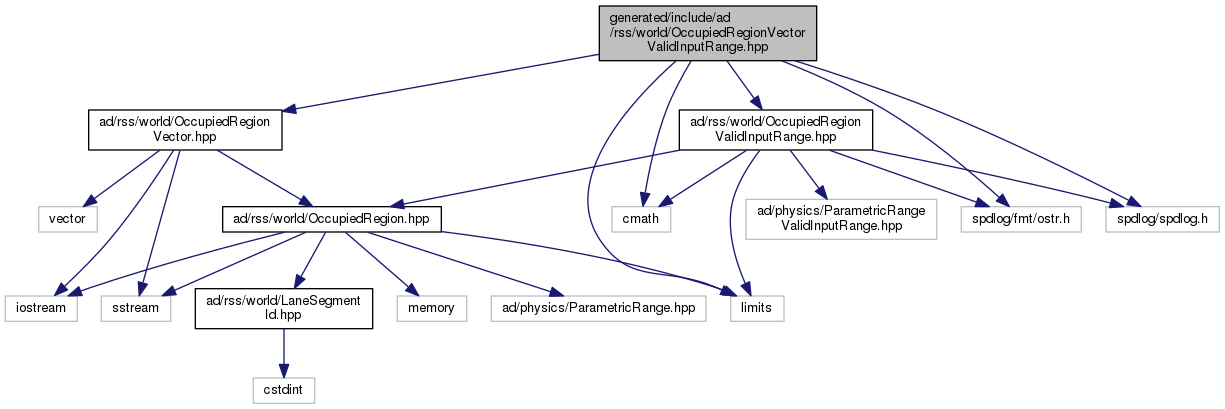 generated/include/ad
/rss/world/OccupiedRegionVector
ValidInputRange.hpp
ad/rss/world/OccupiedRegion
Vector.hpp
ad/rss/world/OccupiedRegion
ValidInputRange.hpp
vector
ad/rss/world/OccupiedRegion.hpp
cmath
ad/physics/ParametricRange
ValidInputRange.hpp
spdlog/fmt/ostr.h
spdlog/spdlog.h
iostream
sstream
ad/rss/world/LaneSegment
Id.hpp
memory
ad/physics/ParametricRange.hpp
limits
cstdint